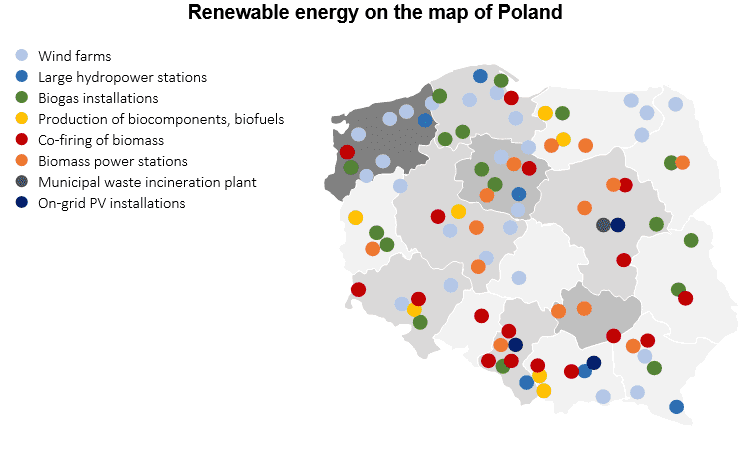 Renewable energy on the map of Poland
Wind farms
Large hydropower stations
Biogas installations
Production of biocomponents, biofuels
Co-firing of biomass
Biomass power stations
Municipal waste incineration plant
On-grid PV installations